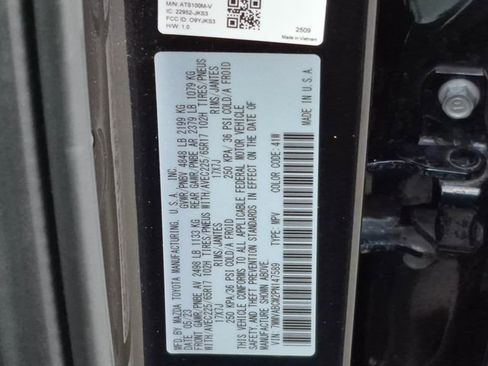 M/N: ATS100M-V
IC: 22952-JKS3
FCC ID: O9YJKS3
H/W: 1.0
2509
Made in Vietnam
MFD. BY MAZDA TOYOTA MANUFACTURING, U.S.A. INC.
DATE 05/23 GVWR/PNBV 4848 LB 2199 KG
FRONT GAWR/PNBE AV 2498 LB 1133 KG REAR GAWR/PNBE AR 2379 LB 1079 KG
WITH/AVEC225/65R17 102H TIRES/PNEUS WITH/AVEC225/65R17 102H TIRES/PNEUS
17X7J RIMS/JANTES 17X7J RIMS/JANTES
250 KPA/ 36 PSI COLD/A FROID 250 KPA/ 36 PSI COLD/A FROID
THIS VEHICLE CONFORMS TO ALL APPLICABLE FEDERAL MOTOR VEHICLE
SAFETY, BUMPER, AND THEFT PREVENTION STANDARDS IN EFFECT ON THE DATE OF
MANUFACTURE SHOWN ABOVE. MADE IN U.S.A.
VIN: TYPE: MPV COLOR CODE: 41W